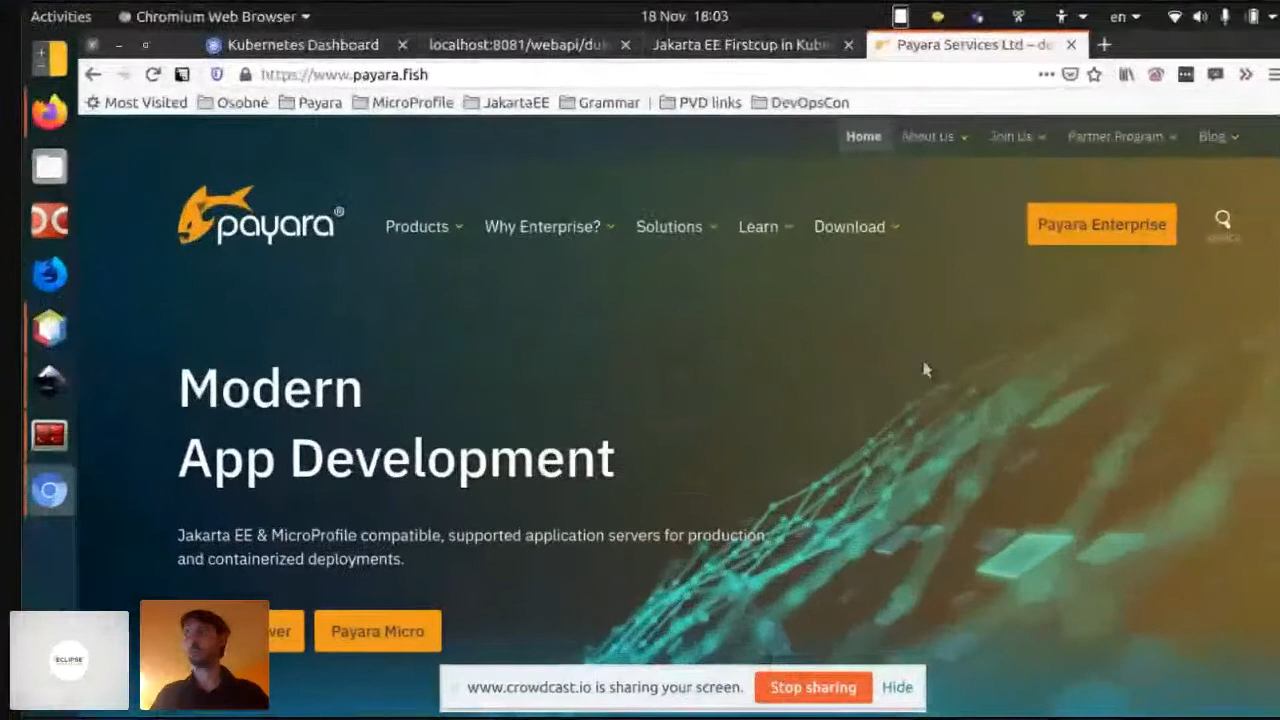 Activities
Chromium Web Browser
18 Nov 18:03
en
Kubernetes Dashboard
localhost:8081/webapi/du
Jakarta EE Firstcup in Kub
Payara Services Ltd – de
https://www.payara.fish
Most Visited
Osobné
Payara
MicroProfile
JakartaEE
Grammar
PVD links
DevOpsCon
Home
About Us
Join Us
Partner Program
Blog
payara®
Products
Why Enterprise?
Solutions
Learn
Download
Payara Enterprise
Modern
App Development
Jakarta EE & MicroProfile compatible, supported application servers for production
and containerized deployments.
ver
Payara Micro
ECLIPSE
www.crowdcast.io is sharing your screen.
Stop sharing
Hide